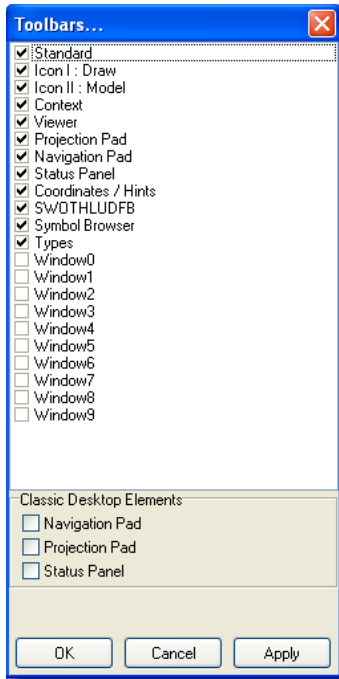 Toolbars...
Standard
Icon I : Draw
Icon II : Model
Context
Viewer
Projection Pad
Navigation Pad
Status Panel
Coordinates / Hints
SWOTHLUDFB
Symbol Browser
Types
Window0
Window1
Window2
Window3
Window4
Window5
Window6
Window7
Window8
Window9
Classic Desktop Elements
Navigation Pad
Projection Pad
Status Panel
OK Cancel Apply